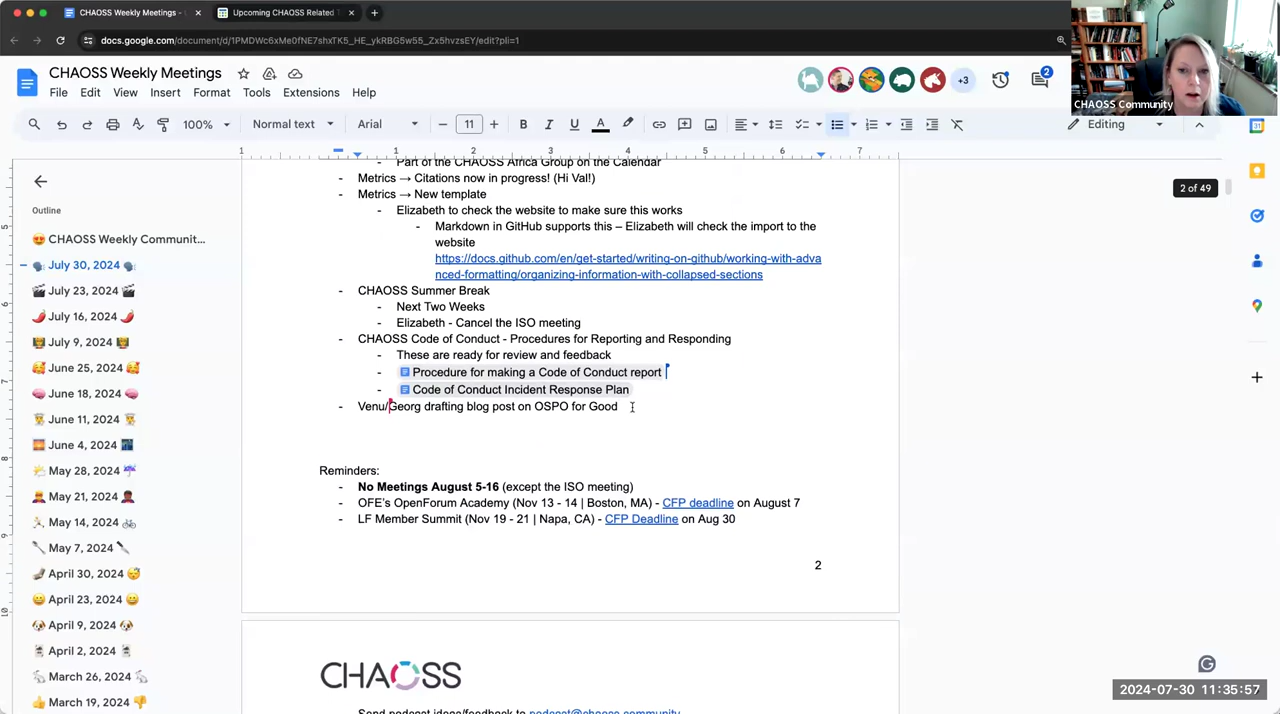 CHAOSS Weekly Meetings -
Upcoming CHAOSS Related
docs.google.com/document/d/1PMDWc6xMe0fNE7shxTK5_HE_ykRBG5w55_Zx5hvzsEY/edit?pli=1
CHAOSS Weekly Meetings
File Edit View Insert Format Tools Extensions Help
+3
2
100% Normal text Arial 11 Editing
1 1 2 3 4 5 6 7
CHAOSS Community
Outline
😍 CHAOSS Weekly Communit...
🗣️ July 30, 2024 🗣️
🎬 July 23, 2024 🎬
🌶️ July 16, 2024 🌶️
July 9, 2024
🥰 June 25, 2024 🥰
🧠 June 18, 2024 🧠
June 11, 2024
🌅 June 4, 2024 🌃
🌦️ May 28, 2024 ☔
May 21, 2024
May 14, 2024 🚲
May 7, 2024
April 30, 2024 😴
😀 April 23, 2024 😀
🐶 April 9, 2024 🐶
🃏 April 2, 2024 🃏
🐇 March 26, 2024 🐇
👍 March 19, 2024 👎
- Part of the CHAOSS Africa Group on the Calendar
- Metrics → Citations now in progress! (Hi Val!)
- Metrics → New template
- Elizabeth to check the website to make sure this works
- Markdown in GitHub supports this – Elizabeth will check the import to the
website
https://docs.github.com/en/get-started/writing-on-github/working-with-adva
nced-formatting/organizing-information-with-collapsed-sections
- CHAOSS Summer Break
- Next Two Weeks
- Elizabeth - Cancel the ISO meeting
- CHAOSS Code of Conduct - Procedures for Reporting and Responding
- These are ready for review and feedback
- Procedure for making a Code of Conduct report
- Code of Conduct Incident Response Plan
- Venu/Georg drafting blog post on OSPO for Good
Reminders:
- No Meetings August 5-16 (except the ISO meeting)
- OFE's OpenForum Academy (Nov 13 - 14 | Boston, MA) - CFP deadline on August 7
- LF Member Summit (Nov 19 - 21 | Napa, CA) - CFP Deadline on Aug 30
2
CHAOSS
2 of 49
2024-07-30 11:35:57